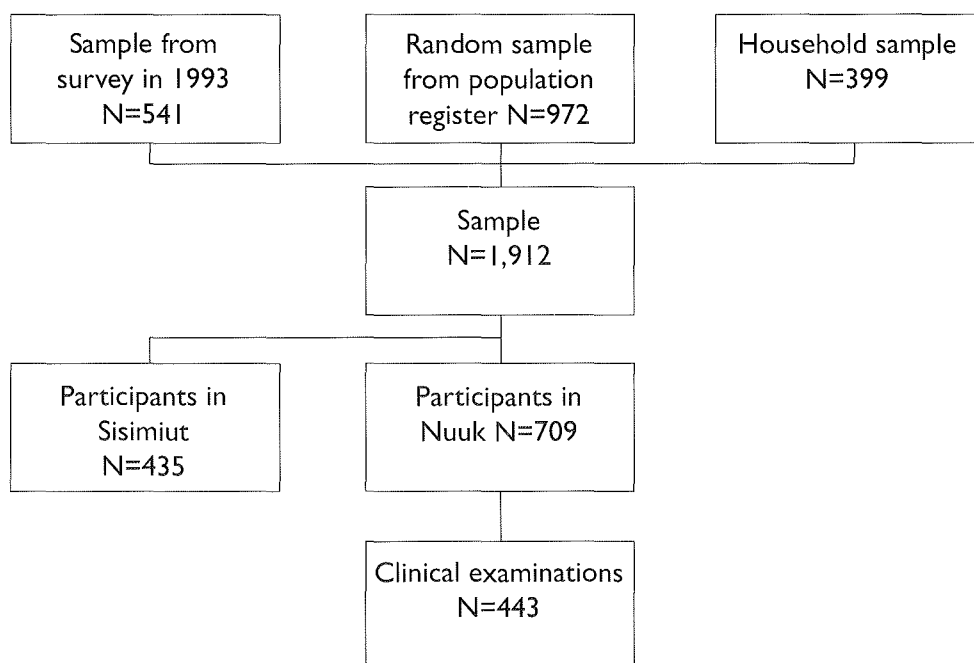 Sample from
survey in 1993
N=541
Random sample
from population
register N=972
Household sample
N=399
Sample
N=1,912
Participants in
Sisimiut
N=435
Participants in
Nuuk N=709
Clinical examinations
N=443